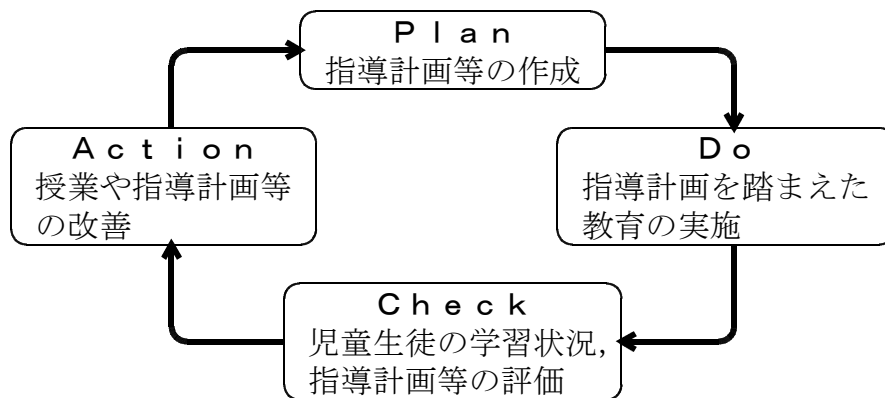 Ｐｌａｎ
指導計画等の作成
Ａｃｔｉｏｎ
授業や指導計画等
の改善
Ｄｏ
指導計画を踏まえた
教育の実施
Ｃｈｅｃｋ
児童生徒の学習状況，
指導計画等の評価